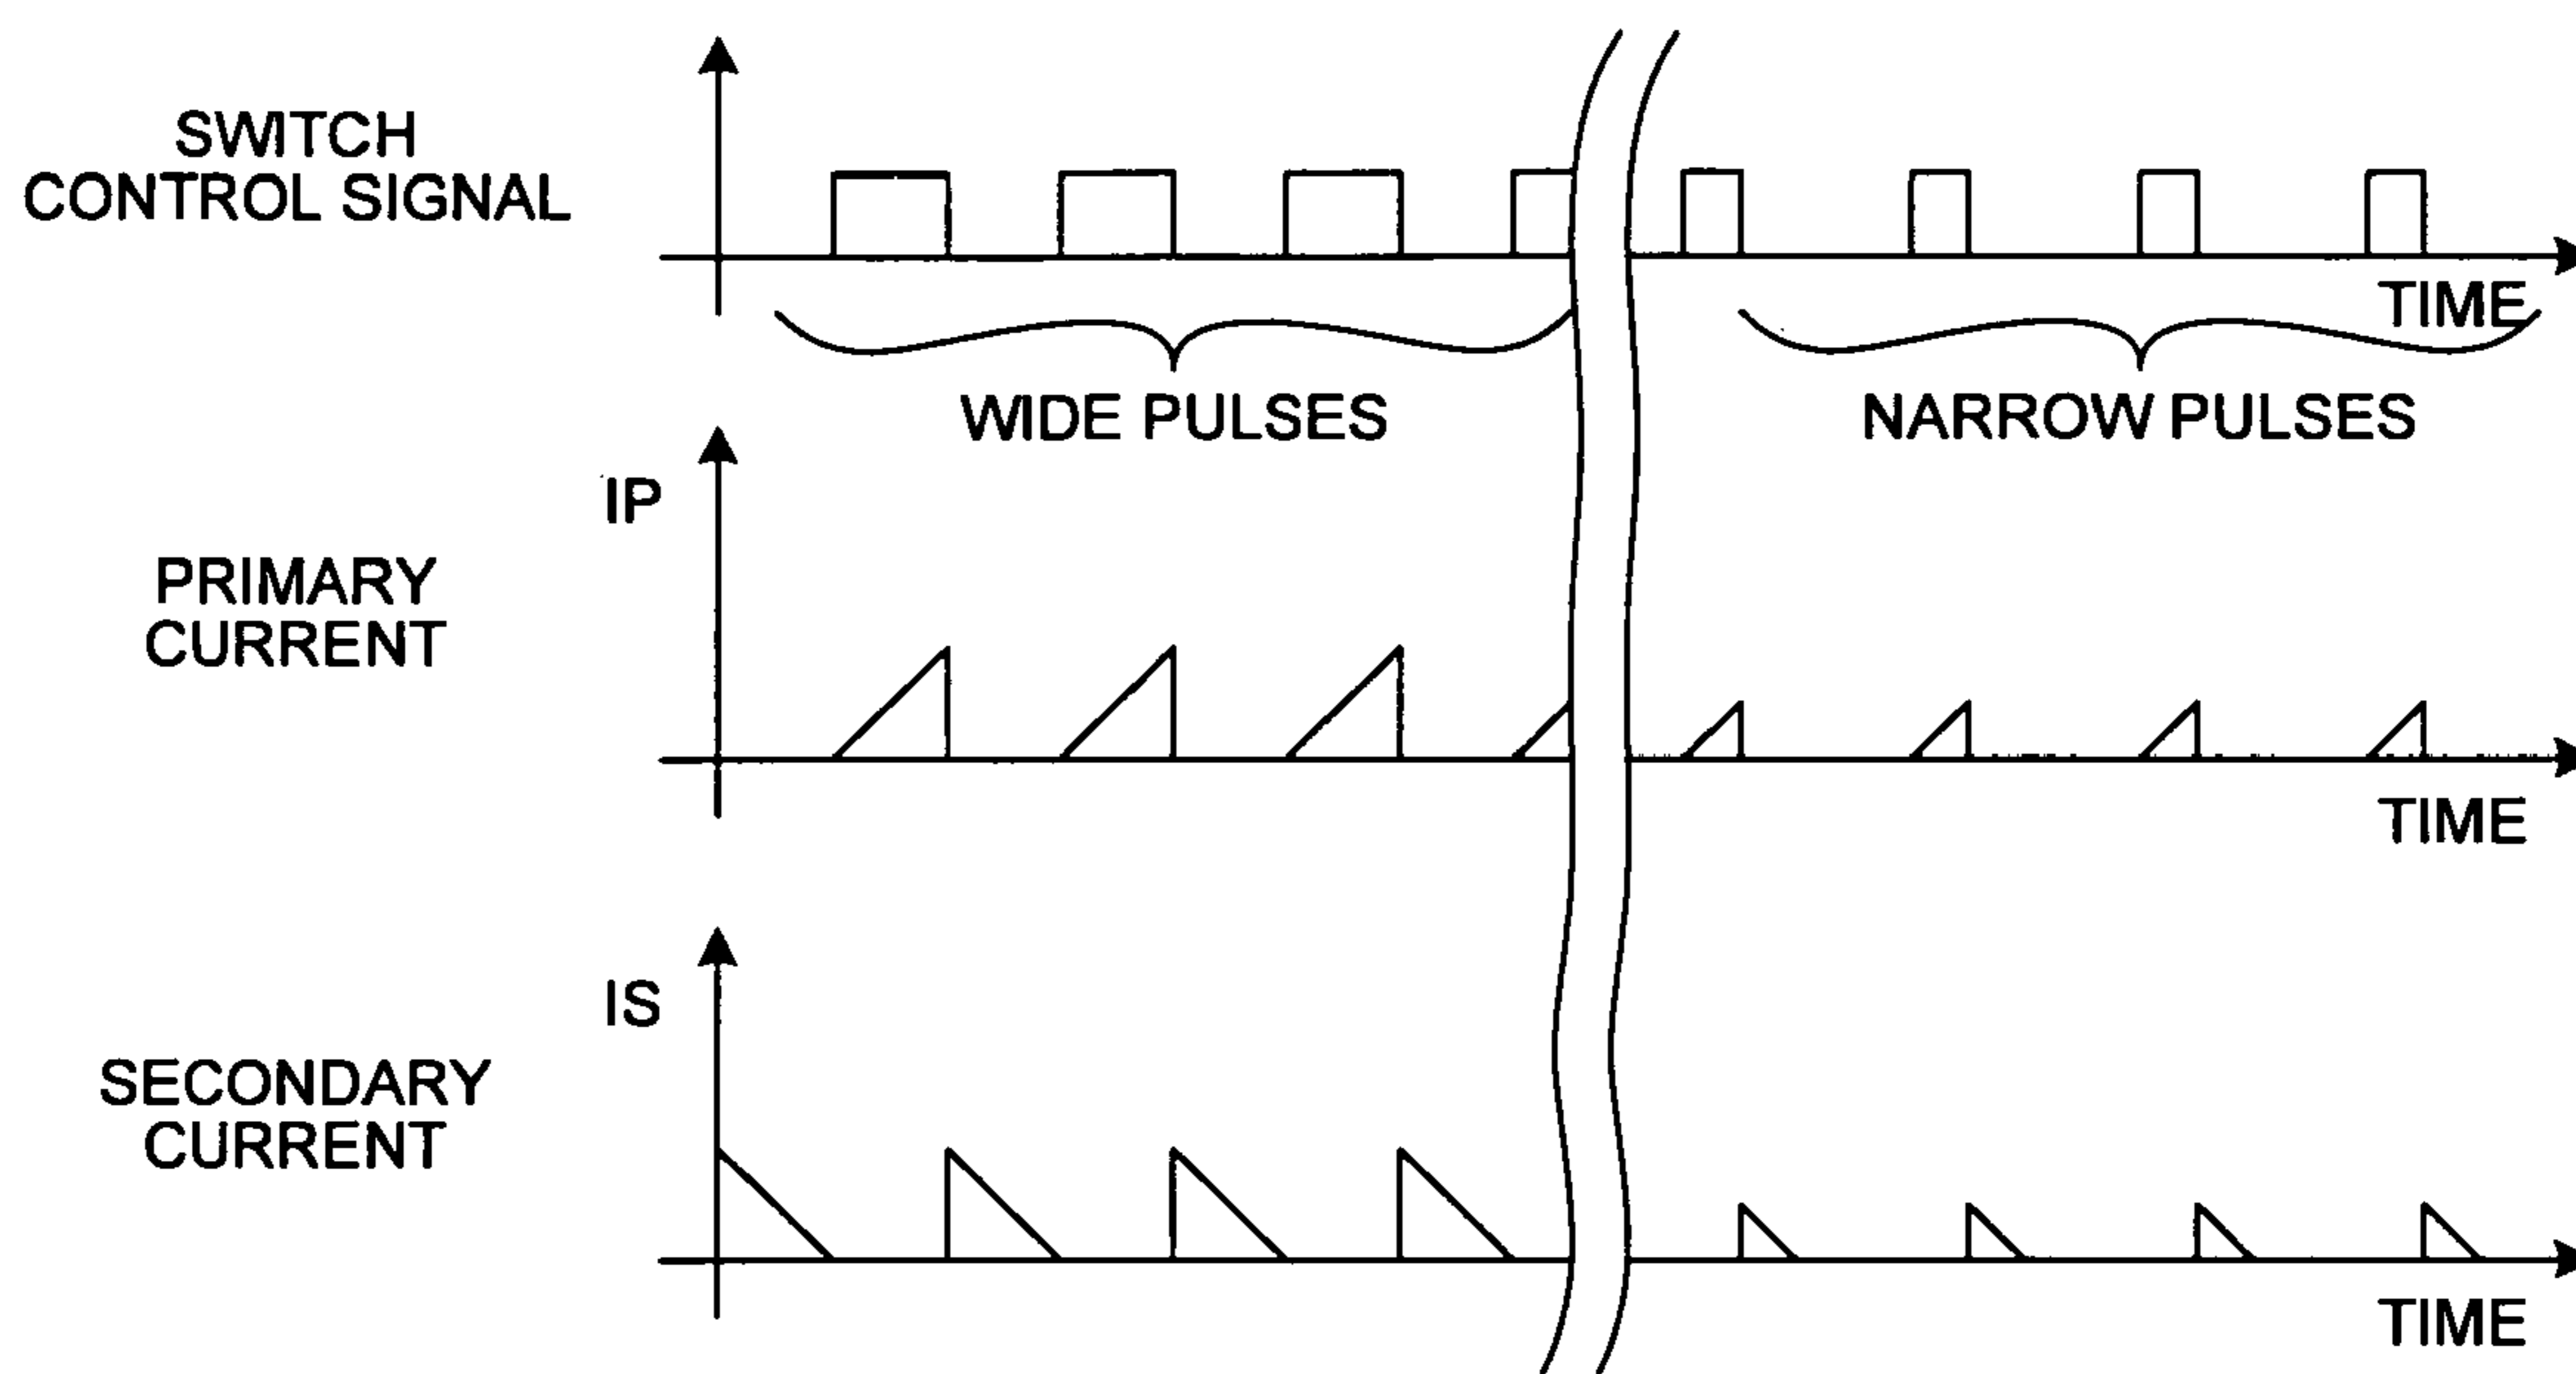 SWITCH
CONTROL SIGNAL
TIME
WIDE PULSES
NARROW PULSES
IP
PRIMARY
CURRENT
TIME
IS
SECONDARY
CURRENT
TIME